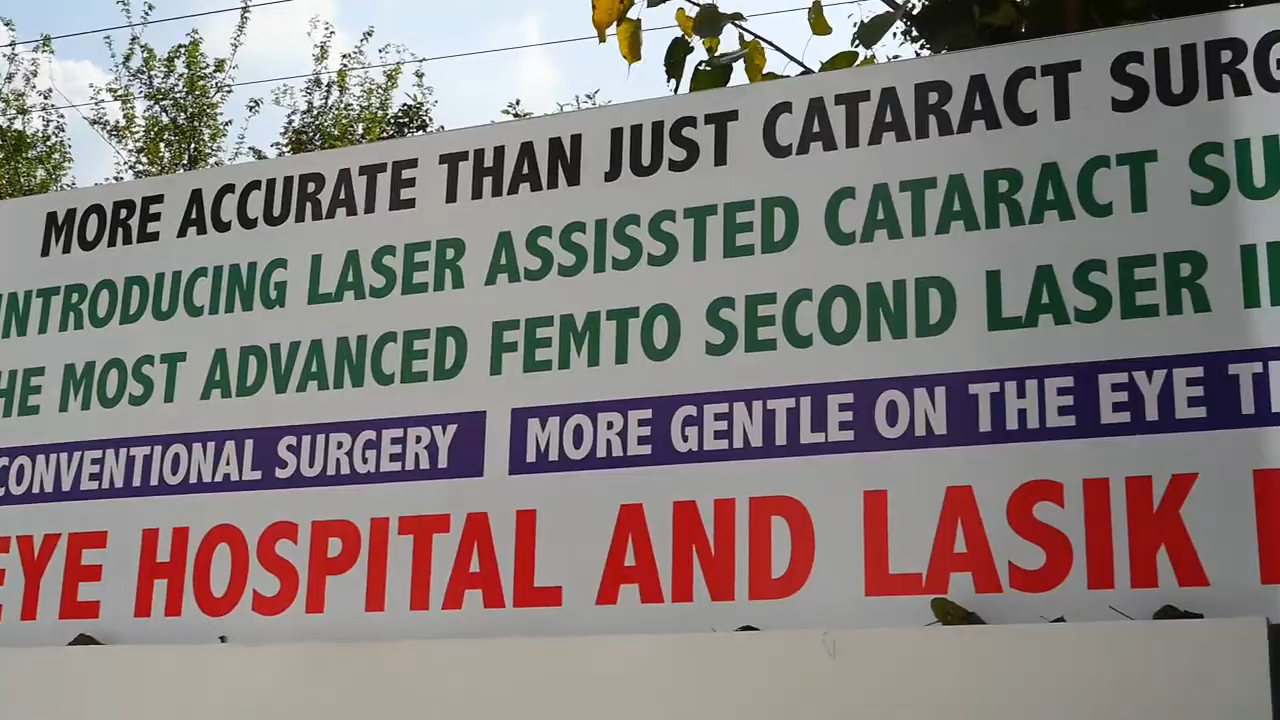 MORE ACCURATE THAN JUST CATARACT SURG
INTRODUCING LASER ASSISSTED CATARACT SU
HE MOST ADVANCED FEMTO SECOND LASER I
CONVENTIONAL SURGERY MORE GENTLE ON THE EYE T
EYE HOSPITAL AND LASIK